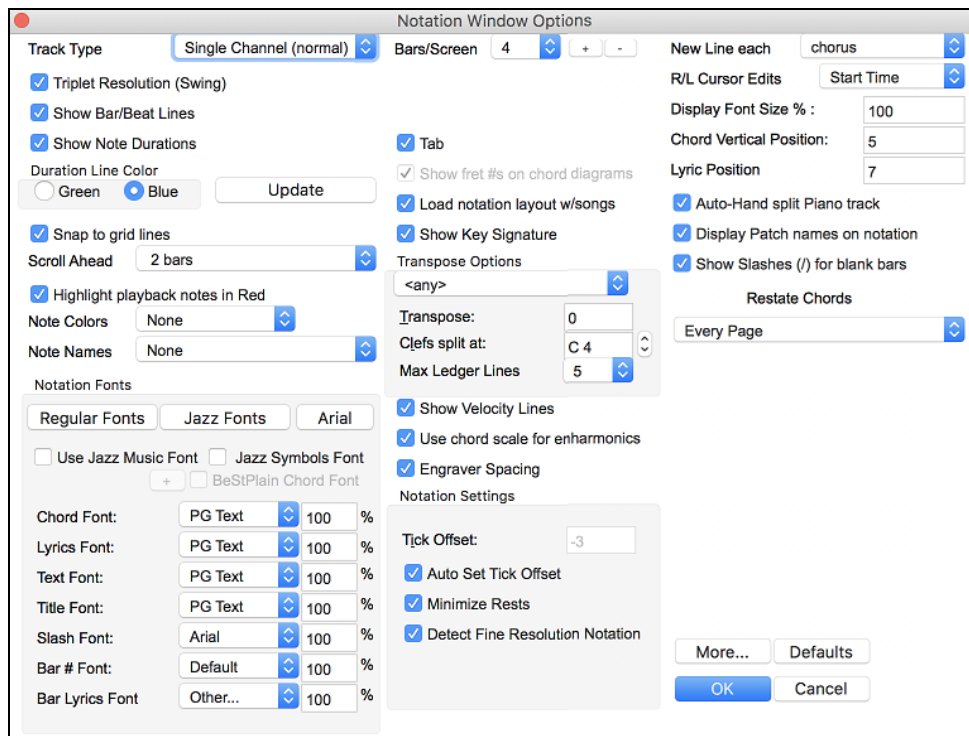 Notation Window Options
Track Type Single Channel (normal)
Triplet Resolution (Swing)
Show Bar/Beat Lines
Show Note Durations
Duration Line Color
Green Blue Update
Snap to grid lines
Scroll Ahead 2 bars
Highlight playback notes in Red
Note Colors None
Note Names None
Notation Fonts
Regular Fonts Jazz Fonts Arial
Use Jazz Music Font Jazz Symbols Font
+ BeStPlain Chord Font
Chord Font: PG Text 100 %
Lyrics Font: PG Text 100 %
Text Font: PG Text 100 %
Title Font: PG Text 100 %
Slash Font: Arial 100 %
Bar # Font: Default 100 %
Bar Lyrics Font Other... 100 %
Bars/Screen 4 + -
Tab
Show fret #s on chord diagrams
Load notation layout w/songs
Show Key Signature
Transpose Options
<any>
Transpose: 0
Clefs split at: C 4
Max Ledger Lines 5
Show Velocity Lines
Use chord scale for enharmonics
Engraver Spacing
Notation Settings
Tick Offset: -3
Auto Set Tick Offset
Minimize Rests
Detect Fine Resolution Notation
New Line each chorus
R/L Cursor Edits Start Time
Display Font Size % : 100
Chord Vertical Position: 5
Lyric Position 7
Auto-Hand split Piano track
Display Patch names on notation
Show Slashes (/) for blank bars
Restate Chords
Every Page
More... Defaults
OK Cancel